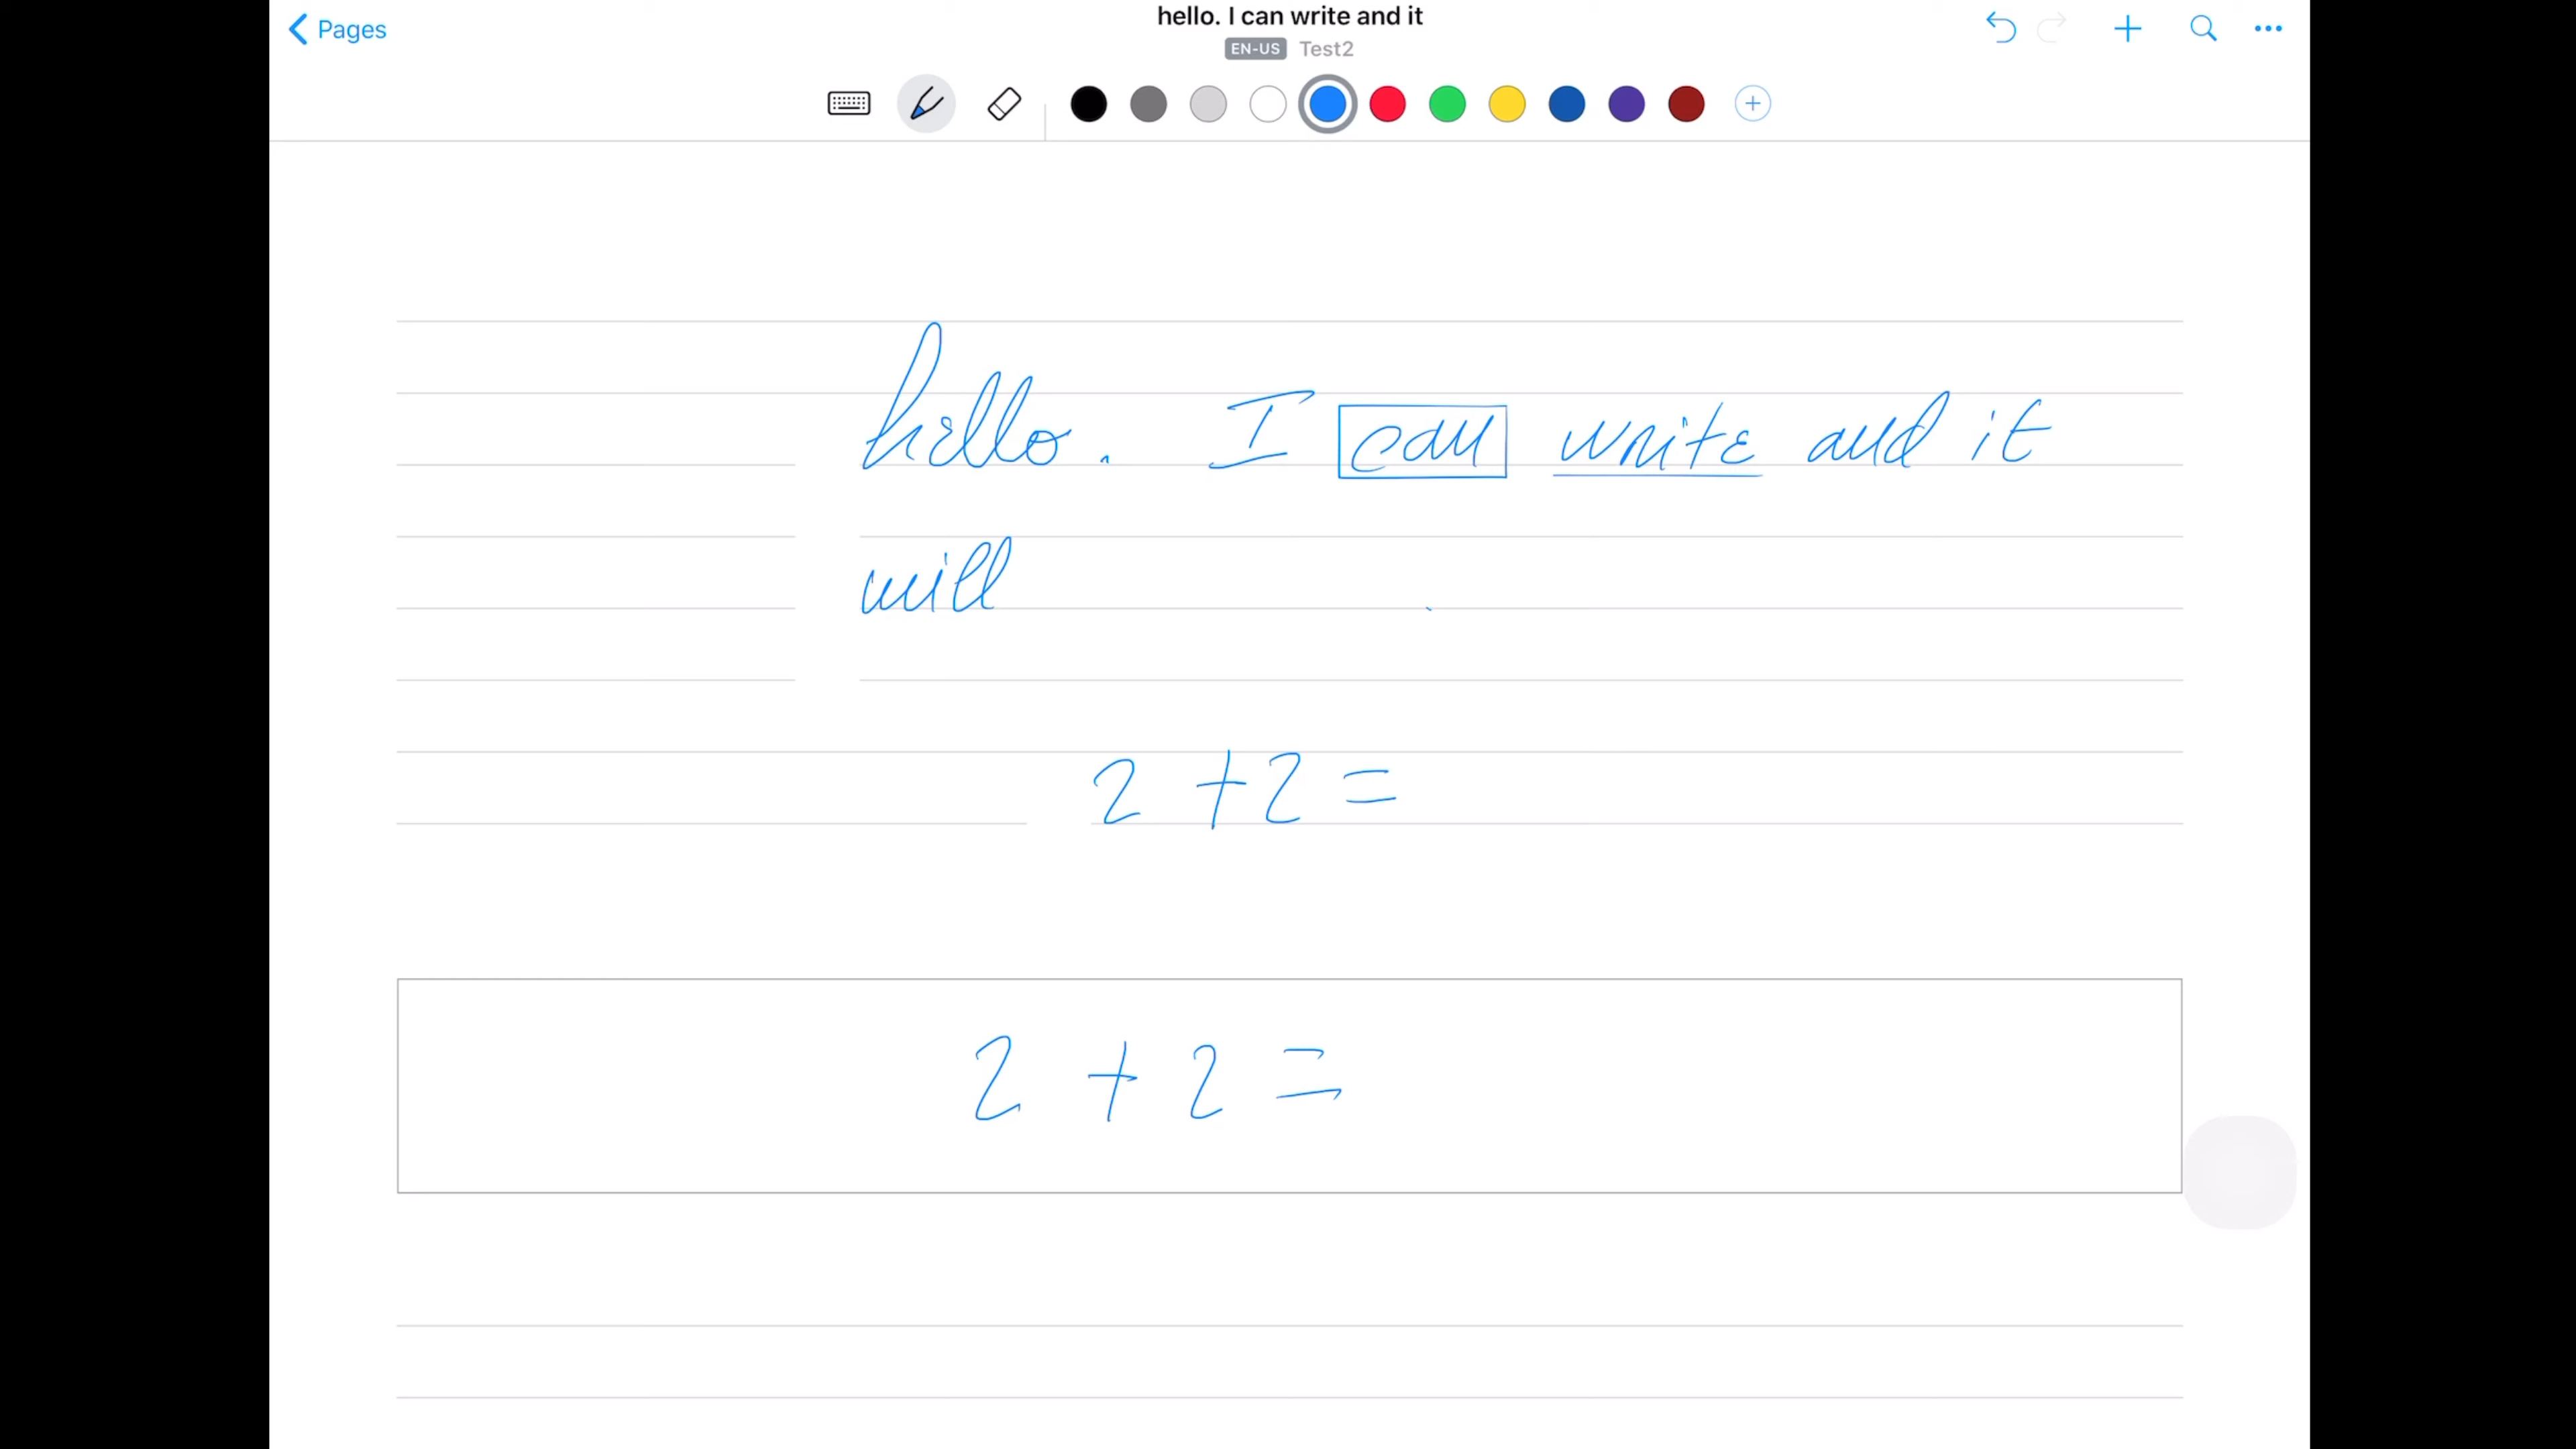 Pages
hello. I can write and it
EN-US Test2
hello. I can write and it
will .
2 + 2 =
2 + 2 =